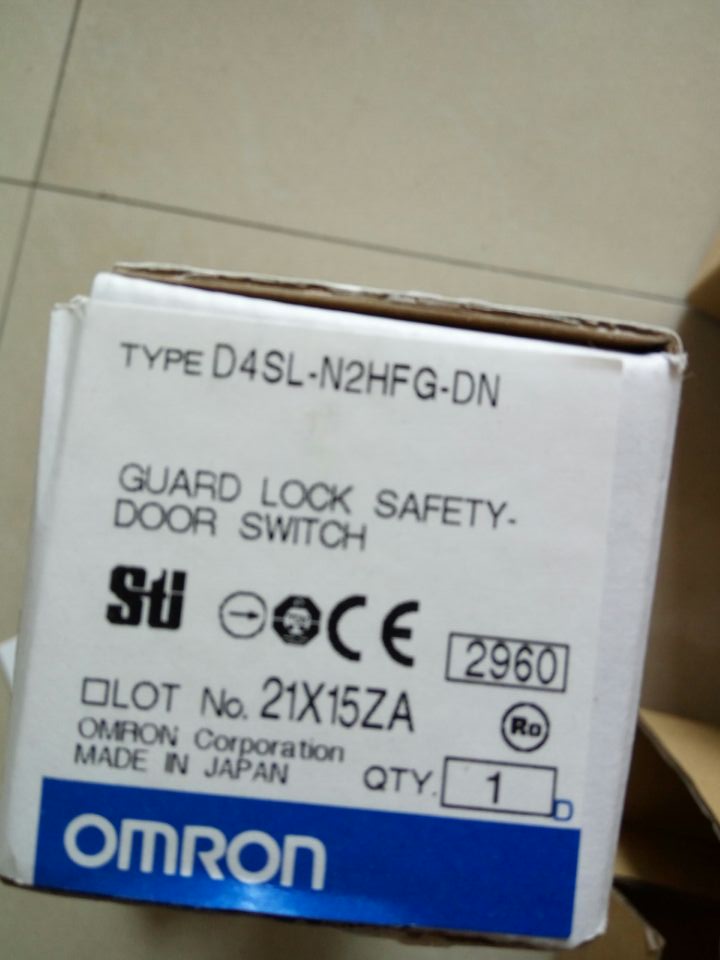 TYPE D4SL-N2HFG-DN
GUARD LOCK SAFETY-
DOOR SWITCH
Sti
CE
2960
□LOT No. 21X15ZA
Ro
OMRON Corporation
MADE IN JAPAN
QTY. 1
OMRON